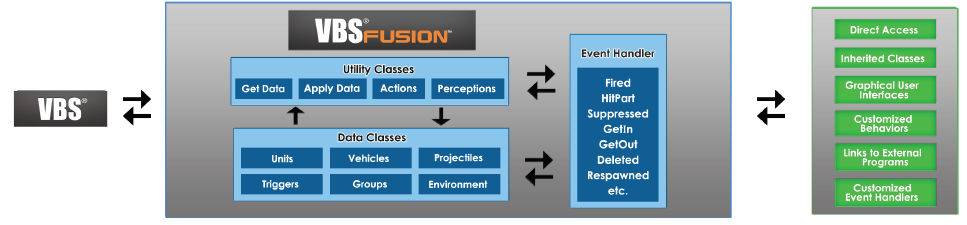 VBS®
VBS®FUSION™
Utility Classes
Get Data
Apply Data
Actions
Perceptions
Data Classes
Units
Vehicles
Projectiles
Triggers
Groups
Environment
Event Handler
Fired
HitPart
Suppressed
GetIn
GetOut
Deleted
Respawned
etc.
Direct Access
Inherited Classes
Graphical User
Interfaces
Customized
Behaviors
Links to External
Programs
Customized
Event Handlers